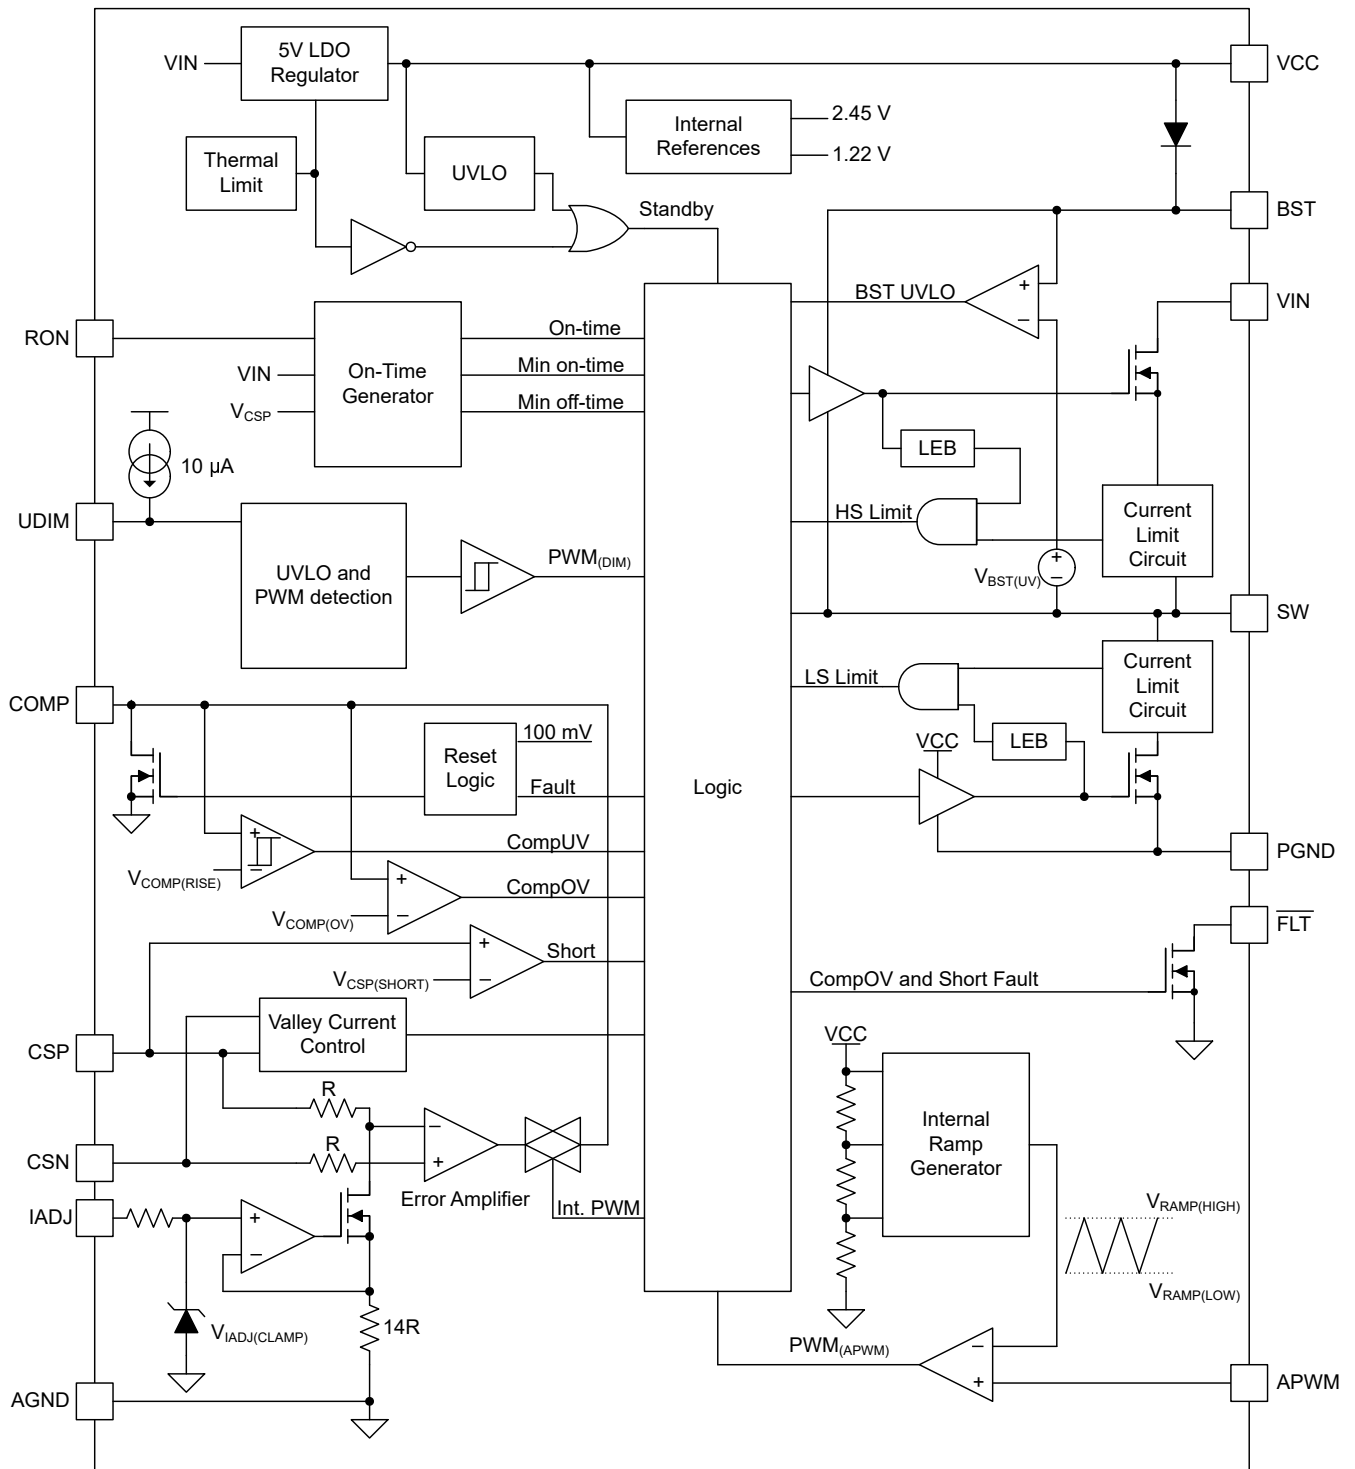 VIN
5V LDO
Regulator
VCC
Internal
References
2.45 V
1.22 V
Thermal
Limit
UVLO
Standby
BST
BST UVLO
+
−
VIN
RON
On-Time
Generator
On-time
VIN
Min on-time
VCSP
Min off-time
10 µA
LEB
UDIM
UVLO and
PWM detection
PWM(DIM)
HS Limit
Current
Limit
Circuit
VBST(UV)
+
−
SW
COMP
LS Limit
Current
Limit
Circuit
LEB
VCC
Reset
Logic
100 mV
Fault
Logic
+
−
VCOMP(RISE)
CompUV
PGND
+
−
VCOMP(OV)
CompOV
FLT
+
−
VCSP(SHORT)
Short
CompOV and Short Fault
Valley Current
Control
CSP
VCC
R
Internal
Ramp
Generator
CSN
R
−
+
Error Amplifier
IADJ
+
−
Int. PWM
VRAMP(HIGH)
VRAMP(LOW)
VIADJ(CLAMP)
14R
PWM(APWM)
−
+
AGND
APWM